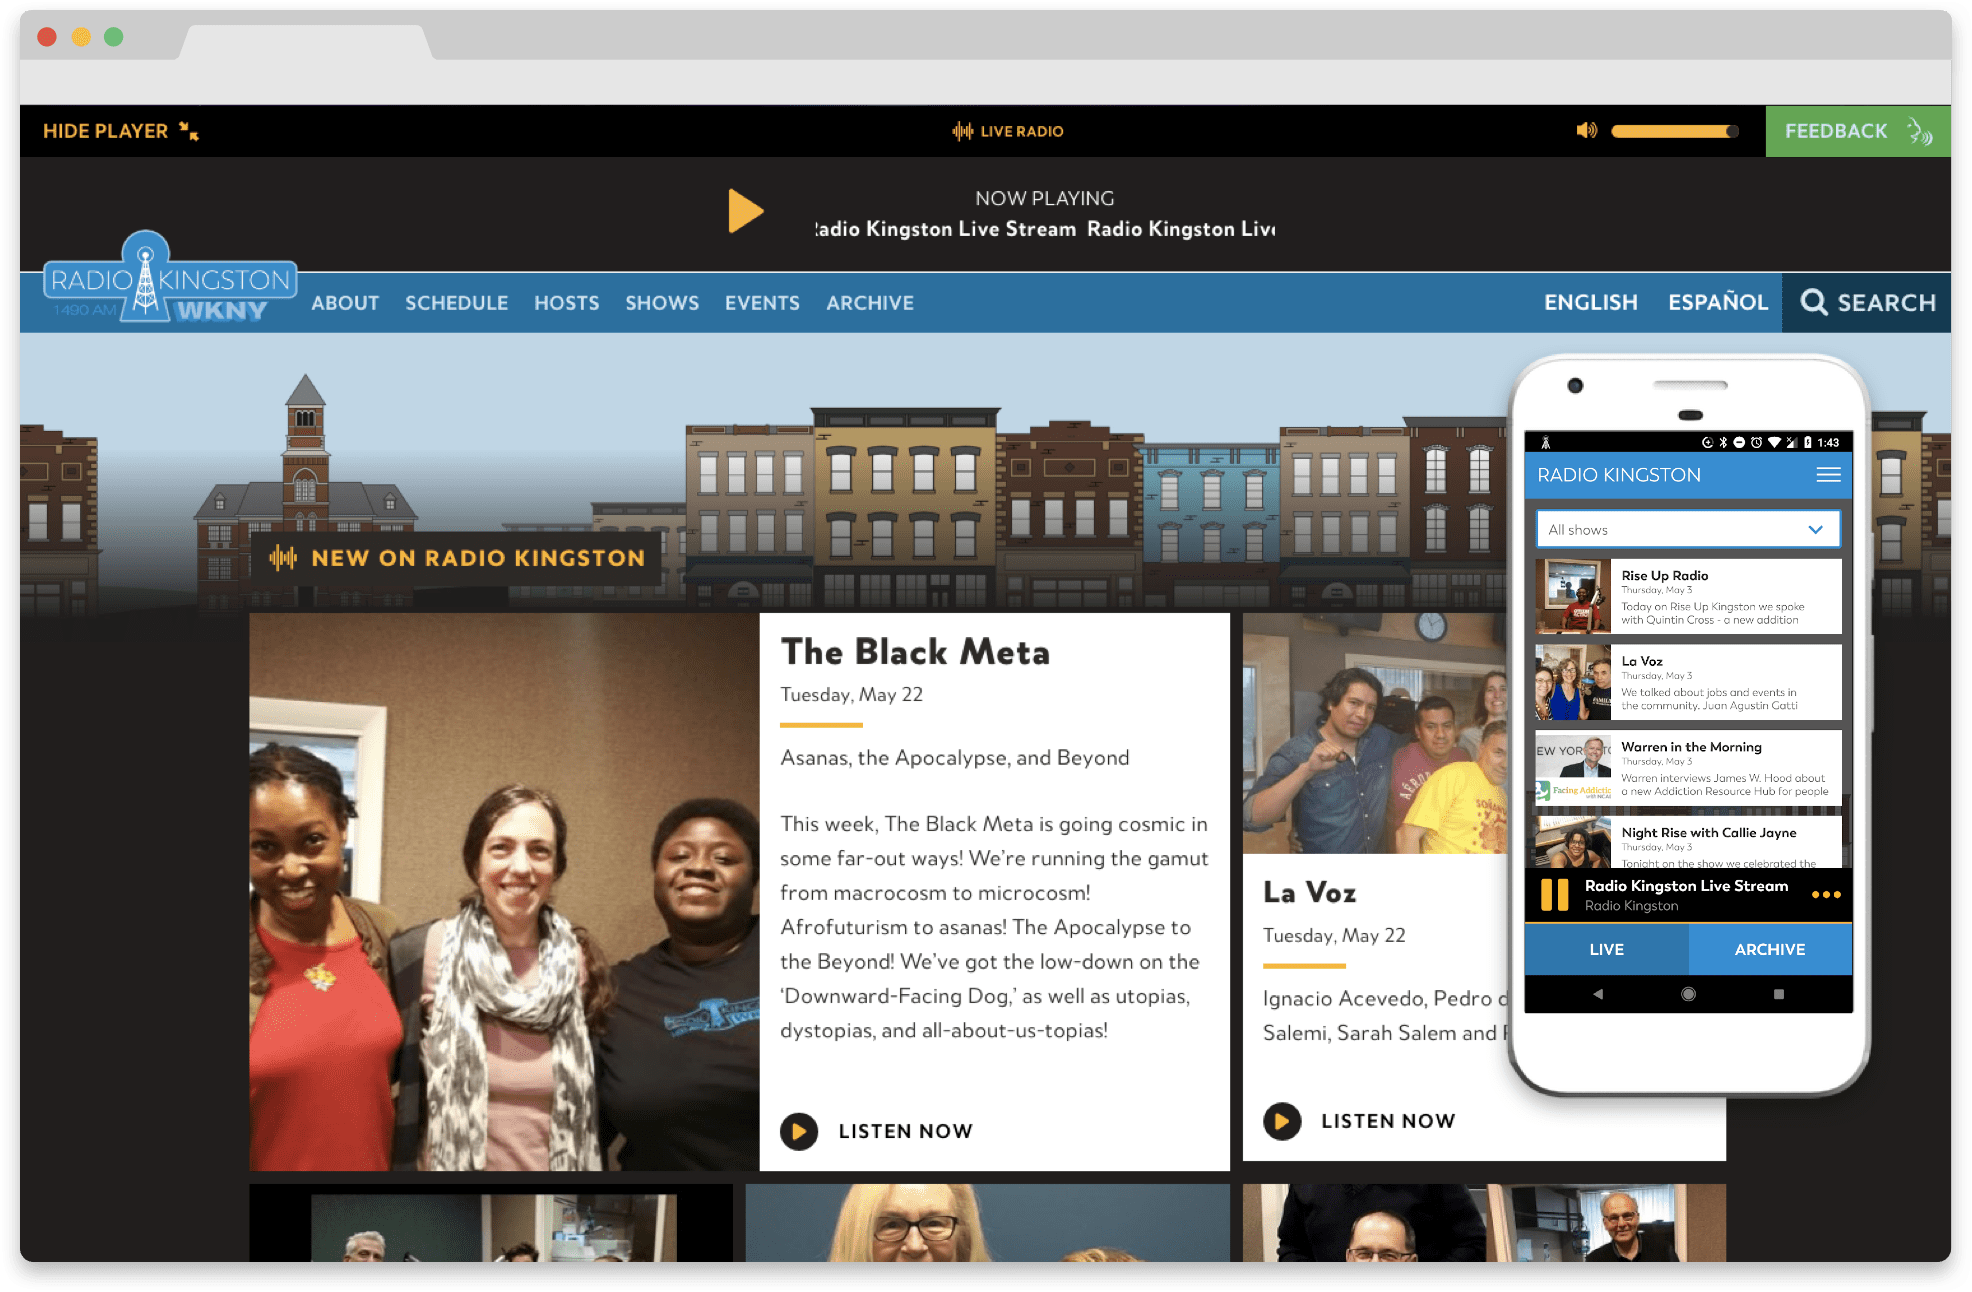 HIDE PLAYER
LIVE RADIO
FEEDBACK
NOW PLAYING
Radio Kingston Live Stream Radio Kingston Live
RADIO KINGSTON
1490 AM WKNY
ABOUT SCHEDULE HOSTS SHOWS EVENTS ARCHIVE
ENGLISH ESPAÑOL SEARCH
NEW ON RADIO KINGSTON
The Black Meta
Tuesday, May 22
Asanas, the Apocalypse, and Beyond
This week, The Black Meta is going cosmic in
some far-out ways! We’re running the gamut
from macrocosm to microcosm!
Afrofuturism to asanas! The Apocalypse to
the Beyond! We’ve got the low-down on the
‘Downward-Facing Dog,’ as well as utopias,
dystopias, and all-about-us-topias!
LISTEN NOW
La Voz
Tuesday, May 22
Ignacio Acevedo, Pedro
Salemi, Sarah Salem and
LISTEN NOW
1:43
RADIO KINGSTON
All shows
Rise Up Radio
Thursday, May 3
Today on Rise Up Kingston we spoke
with Quintin Cross - a new addition
La Voz
Thursday, May 3
We talked about jobs and events in
the community. Juan Agustin Gatti
EW YOR
Facing Addictio
Warren in the Morning
Thursday, May 3
Warren interviews James W. Hood about
a new Addiction Resource Hub for people
Night Rise with Callie Jayne
Thursday, May 3
Tonight on the show we celebrated the
Radio Kingston Live Stream
Radio Kingston
LIVE ARCHIVE